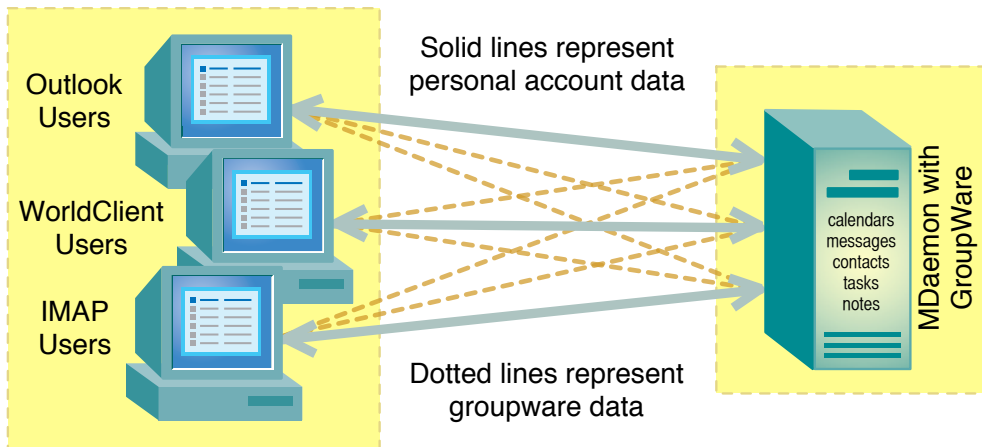 Outlook
Users
WorldClient
Users
IMAP
Users
Solid lines represent
personal account data
Dotted lines represent
groupware data
calendars
messages
contacts
tasks
notes
MDaemon with
GroupWare